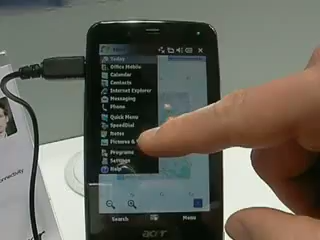 Today
Office Mobile
Calendar
Contacts
Internet Explorer
Messaging
Phone
Quick Menu
SpeedDial
Notes
Pictures &
Programs
Settings
Help
Search
Menu
acer